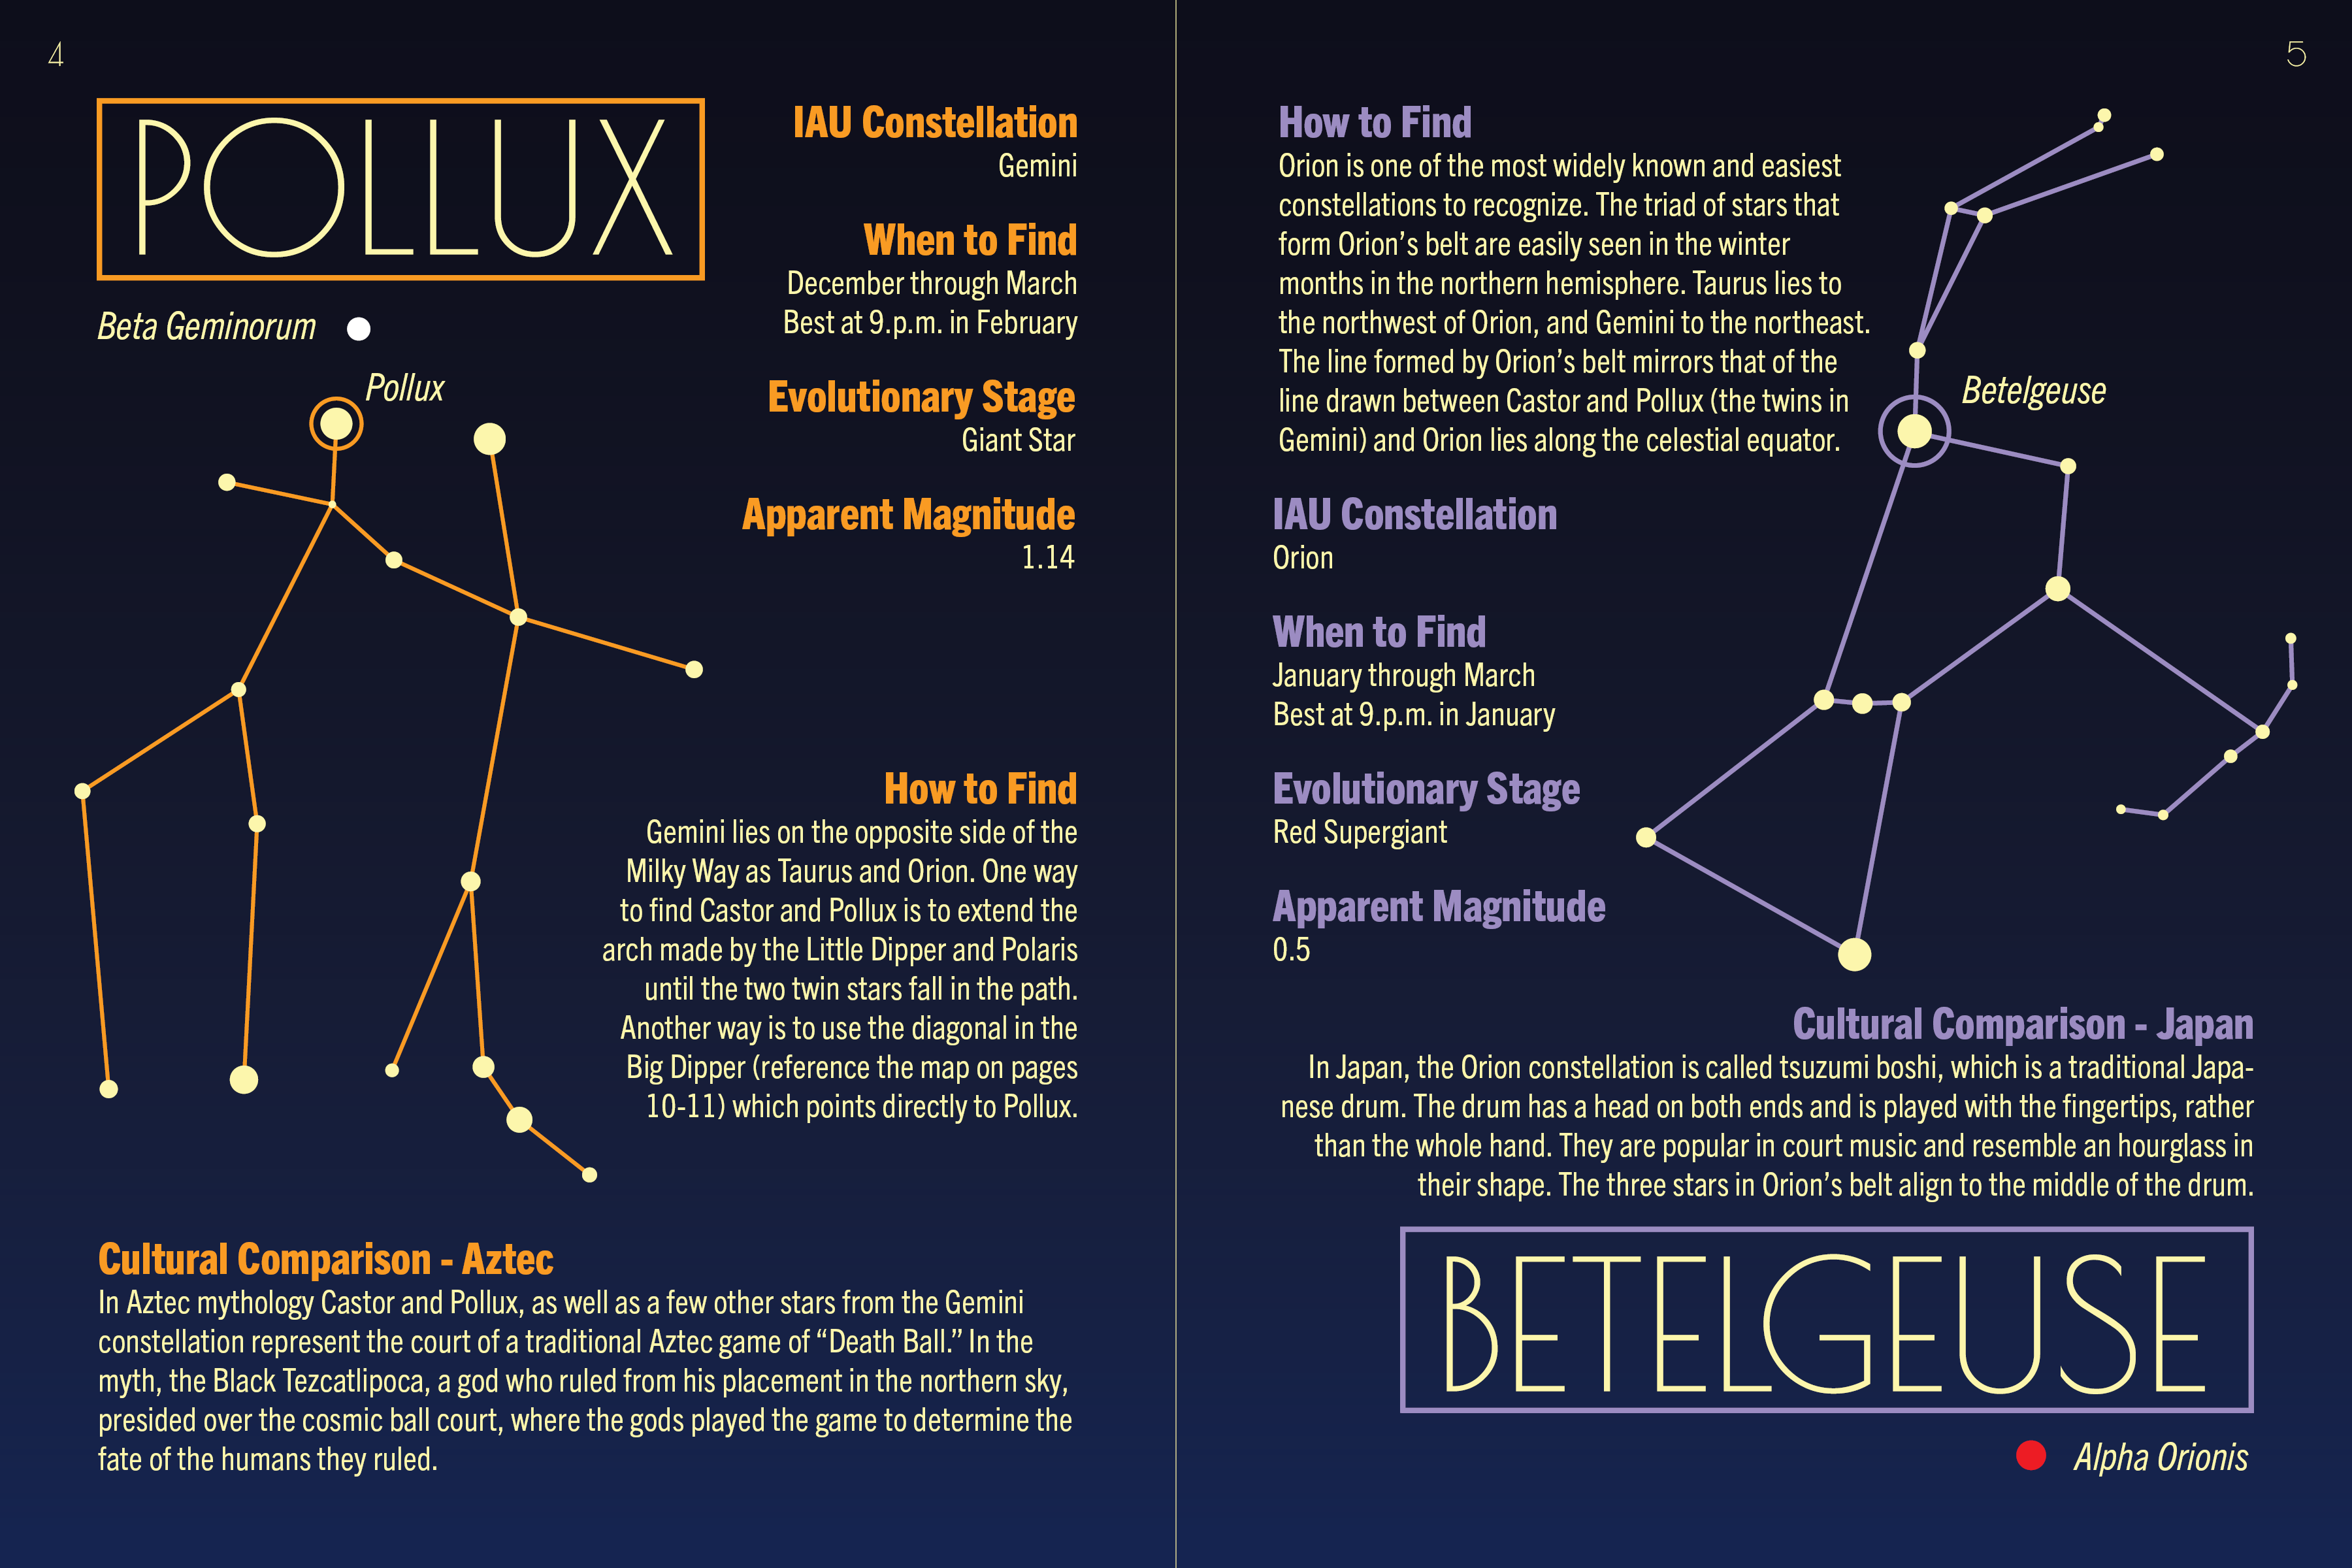 4
POLLUX
Beta Geminorum
Pollux
IAU Constellation
Gemini
When to Find
December through March
Best at 9.p.m. in February
Evolutionary Stage
Giant Star
Apparent Magnitude
1.14
How to Find
Gemini lies on the opposite side of the
Milky Way as Taurus and Orion. One way
to find Castor and Pollux is to extend the
arch made by the Little Dipper and Polaris
until the two twin stars fall in the path.
Another way is to use the diagonal in the
Big Dipper (reference the map on pages
10-11) which points directly to Pollux.
Cultural Comparison - Aztec
In Aztec mythology Castor and Pollux, as well as a few other stars from the Gemini
constellation represent the court of a traditional Aztec game of “Death Ball.” In the
myth, the Black Tezcatlipoca, a god who ruled from his placement in the northern sky,
presided over the cosmic ball court, where the gods played the game to determine the
fate of the humans they ruled.
5
How to Find
Orion is one of the most widely known and easiest
constellations to recognize. The triad of stars that
form Orion’s belt are easily seen in the winter
months in the northern hemisphere. Taurus lies to
the northwest of Orion, and Gemini to the northeast.
The line formed by Orion’s belt mirrors that of the
line drawn between Castor and Pollux (the twins in
Gemini) and Orion lies along the celestial equator.
Betelgeuse
IAU Constellation
Orion
When to Find
January through March
Best at 9.p.m. in January
Evolutionary Stage
Red Supergiant
Apparent Magnitude
0.5
Cultural Comparison - Japan
In Japan, the Orion constellation is called tsuzumi boshi, which is a traditional Japa-
nese drum. The drum has a head on both ends and is played with the fingertips, rather
than the whole hand. They are popular in court music and resemble an hourglass in
their shape. The three stars in Orion’s belt align to the middle of the drum.
BETELGEUSE
Alpha Orionis